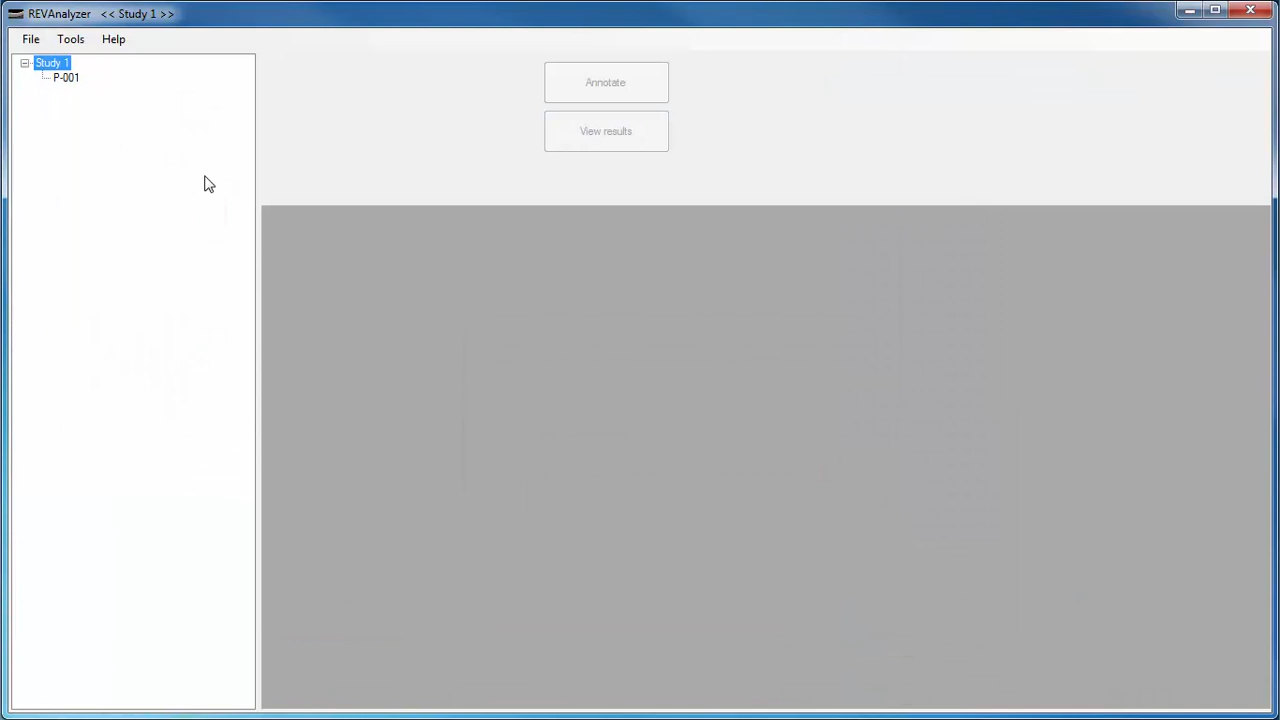 REVAnalyzer << Study 1 >>
File Tools Help
Study 1
P-001
Annotate
View results